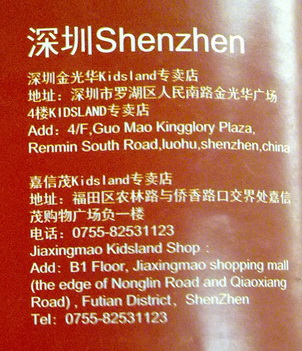 深圳Shenzhen
深圳金光华Kidsland专卖店
地址：深圳市罗湖区人民南路金光华广场
4楼KIDSLAND专卖店
Add: 4/F,Guo Mao Kingglory Plaza,
Renmin South Road,luohu,shenzhen,china
嘉信茂Kidsland专卖店
地址：福田区农林路与侨香路口交界处嘉信
茂购物广场负一楼
电话：0755-82531123
Jiaxingmao Kidsland Shop :
Add: B1 Floor, Jiaxingmao shopping mall
(the edge of Nonglin Road and Qiaoxiang
Road) , Futian District, ShenZhen
Tel: 0755-82531123